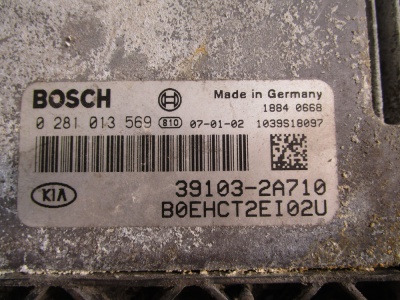 BOSCH Made in Germany
1884 0668
0 281 013 569 810 07-01-02 1039S18097
KIA 39103-2A710
B0EHCT2EI02U